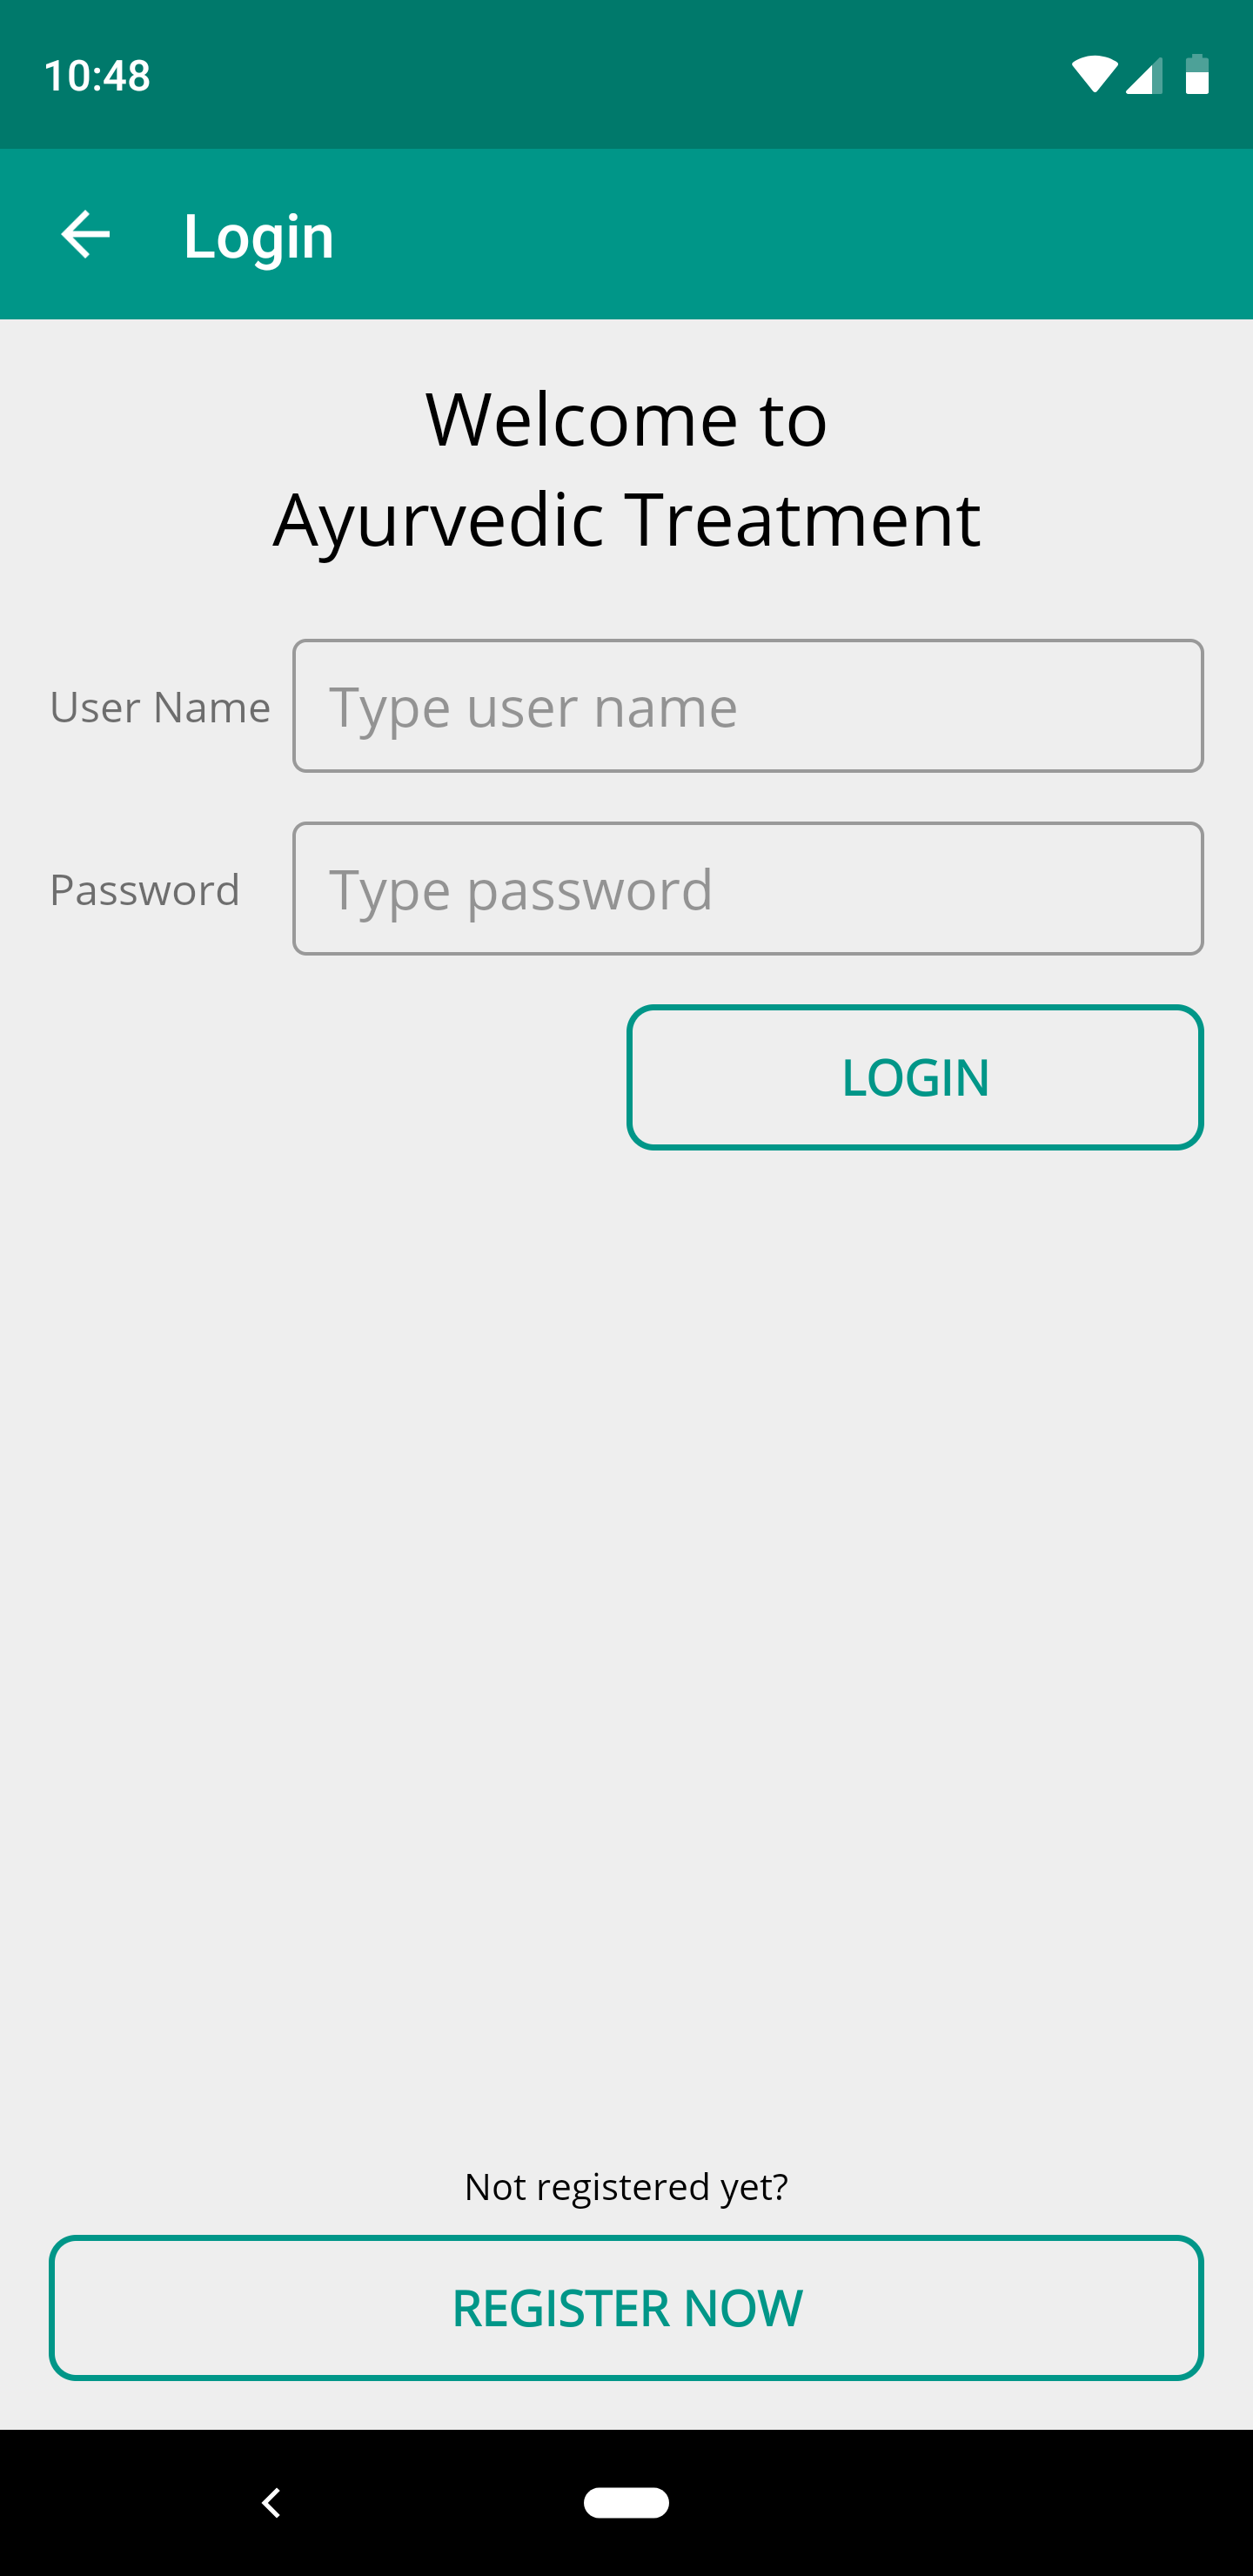 10:48
Login
Welcome to
Ayurvedic Treatment
User Name
Type user name
Password
Type password
LOGIN
Not registered yet?
REGISTER NOW